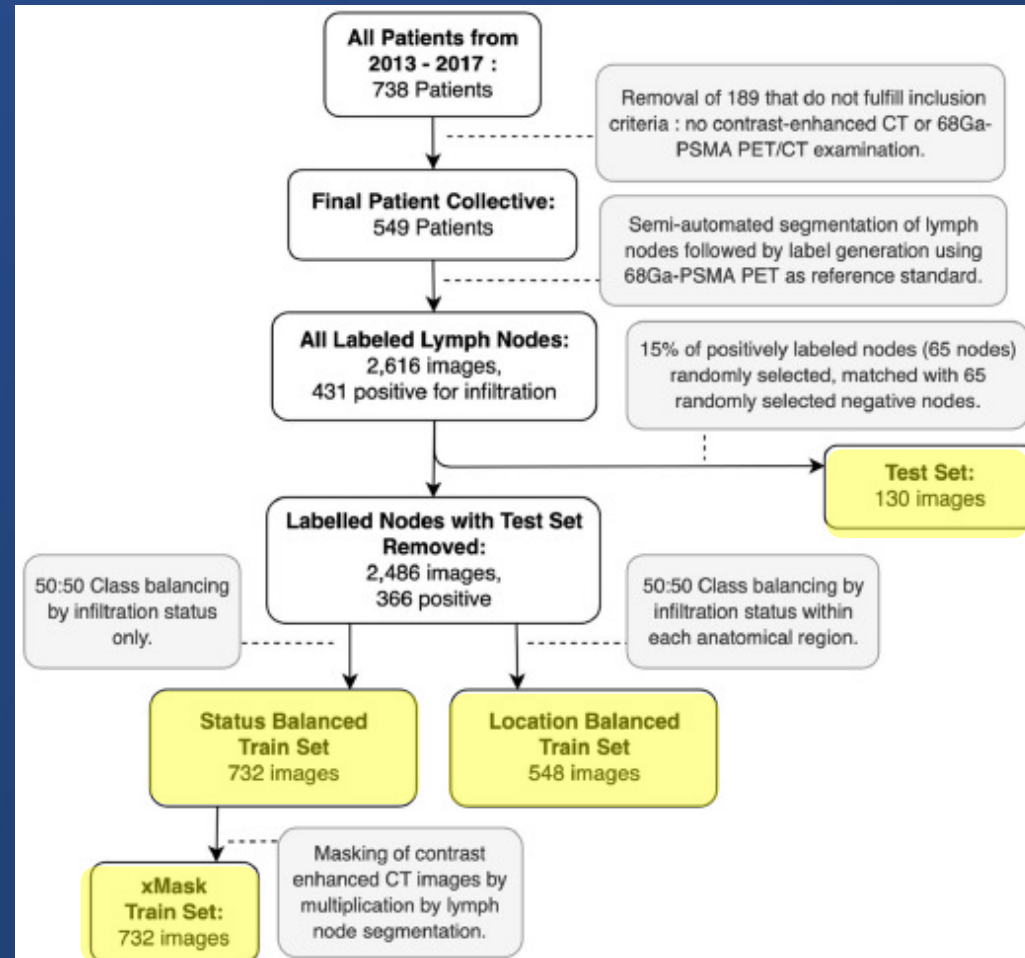 All Patients from
2013 - 2017 :
738 Patients
Removal of 189 that do not fulfill inclusion
criteria : no contrast-enhanced CT or 68Ga-
PSMA PET/CT examination.
Final Patient Collective:
549 Patients
Semi-automated segmentation of lymph
nodes followed by label generation using
68Ga-PSMA PET as reference standard.
All Labeled Lymph Nodes:
2,616 images,
431 positive for infiltration
15% of positively labeled nodes (65 nodes)
randomly selected, matched with 65
randomly selected negative nodes.
Test Set:
130 images
Labelled Nodes with Test Set
Removed:
2,486 images,
366 positive
50:50 Class balancing
by infiltration status
only.
50:50 Class balancing by
infiltration status within
each anatomical region.
Status Balanced
Train Set
732 images
Location Balanced
Train Set
548 images
xMask
Train Set:
732 images
Masking of contrast
enhanced CT images by
multiplication by lymph
node segmentation.